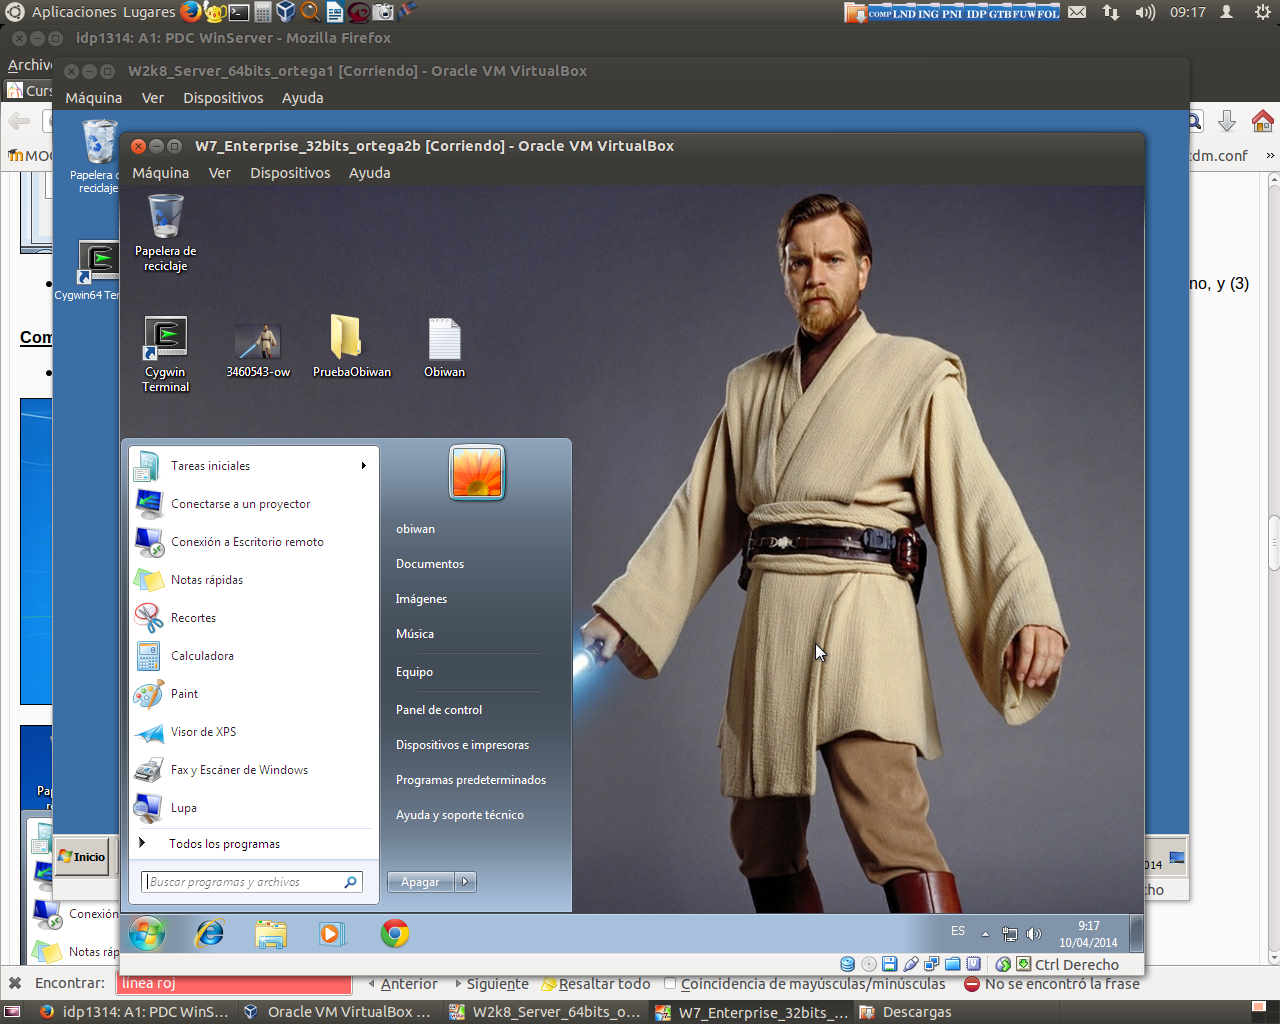 Aplicaciones Lugares
COMP LND ING PNI IDP GTB FUW FOL
09:17
idp1314: A1: PDC WinServer - Mozilla Firefox
Archivo
W2k8_Server_64bits_ortega1 [Corriendo] - Oracle VM VirtualBox
Curs
Máquina Ver Dispositivos Ayuda
MOO
tdm.conf »
Papelera de
reciclaje
Cygwin64 Ter
no, y (3)
Com
W7_Enterprise_32bits_ortega2b [Corriendo] - Oracle VM VirtualBox
Máquina Ver Dispositivos Ayuda
Papelera de
reciclaje
Cygwin
Terminal
3460543-ow
PruebaObiwan
Obiwan
Tareas iniciales
Conectarse a un proyector
Conexión a Escritorio remoto
Notas rápidas
Recortes
Calculadora
Paint
Visor de XPS
Fax y Escáner de Windows
Lupa
Todos los programas
Buscar programas y archivos
obiwan
Documentos
Imágenes
Música
Equipo
Panel de control
Dispositivos e impresoras
Programas predeterminados
Ayuda y soporte técnico
Apagar
Inicio
Pap
re
Conexión
Notas ráp
014
cho
ES
9:17
10/04/2014
Ctrl Derecho
Encontrar: línea roj Anterior Siguiente Resaltar todo Coincidencia de mayúsculas/minúsculas No se encontró la frase
idp1314: A1: PDC WinS... Oracle VM VirtualBox ... W2k8_Server_64bits_o... W7_Enterprise_32bits_... Descargas